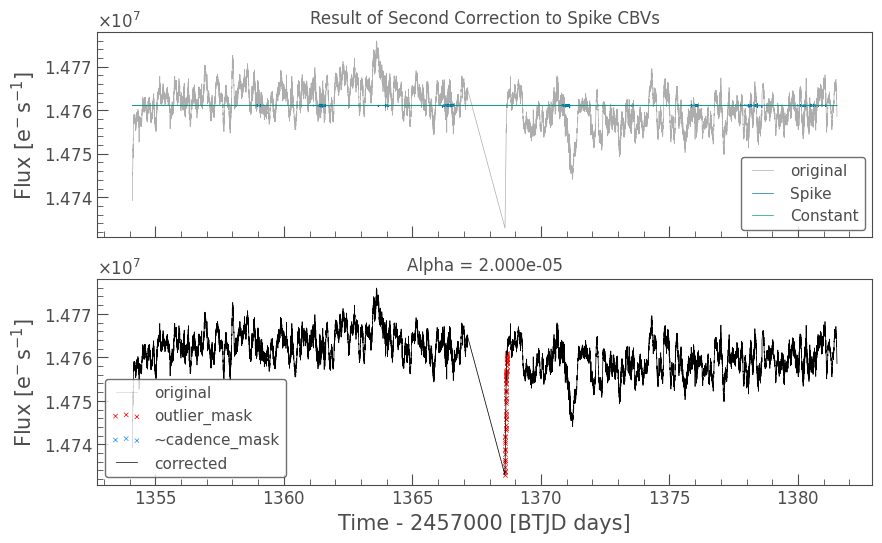 Result of Second Correction to Spike CBVs
×10⁷
1.477
1.476
1.475
1.474
Flux [e⁻ s⁻¹]
original
Spike
Constant
Alpha = 2.000e-05
×10⁷
1.477
1.476
1.475
1.474
Flux [e⁻ s⁻¹]
original
outlier_mask
~cadence_mask
corrected
1355 1360 1365 1370 1375 1380
Time - 2457000 [BTJD days]